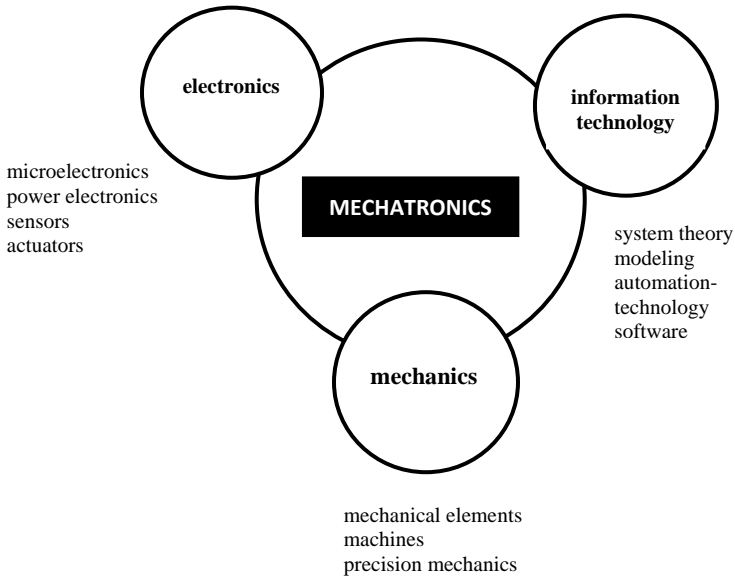 electronics
information
technology
microelectronics
power electronics
sensors
actuators
MECHATRONICS
system theory
modeling
automation-
technology
software
mechanics
mechanical elements
machines
precision mechanics